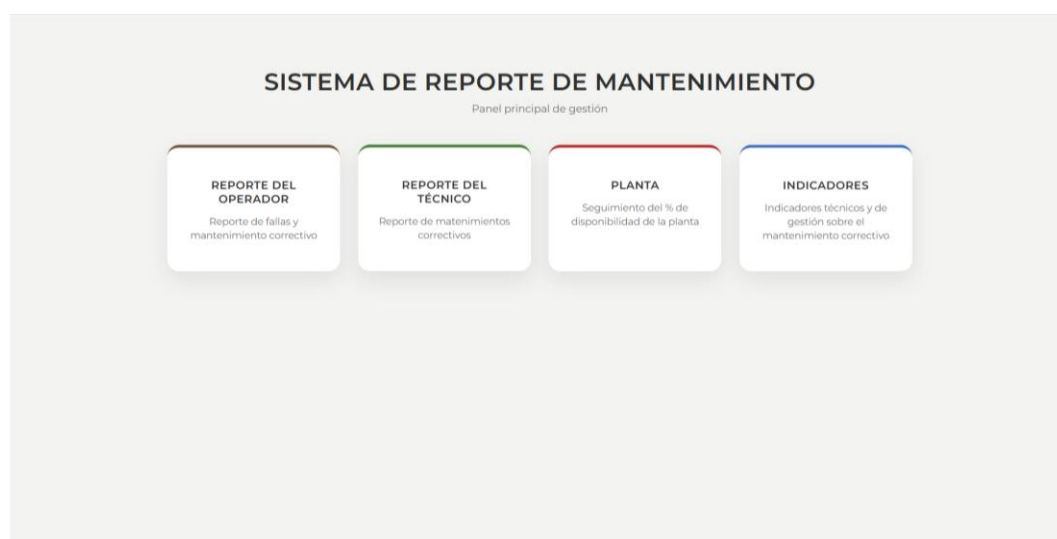 SISTEMA DE REPORTE DE MANTENIMIENTO
Panel principal de gestión
REPORTE DEL
OPERADOR
Reporte de fallas y
mantenimiento correctivo
REPORTE DEL
TÉCNICO
Reporte de matenimientos
correctivos
PLANTA
Seguimiento del % de
disponibilidad de la planta
INDICADORES
Indicadores técnicos y de
gestión sobre el
mantenimiento correctivo